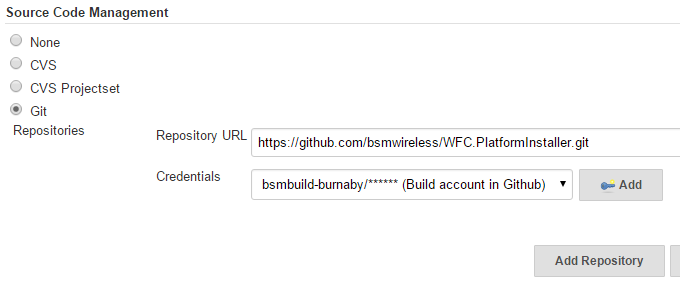 Source Code Management
None
CVS
CVS Projectset
Git
Repositories
Repository URL https://github.com/bsmwireless/WFC.PlatformInstaller.git
Credentials bsmbuild-burnaby/****** (Build account in Github) Add
Add Repository